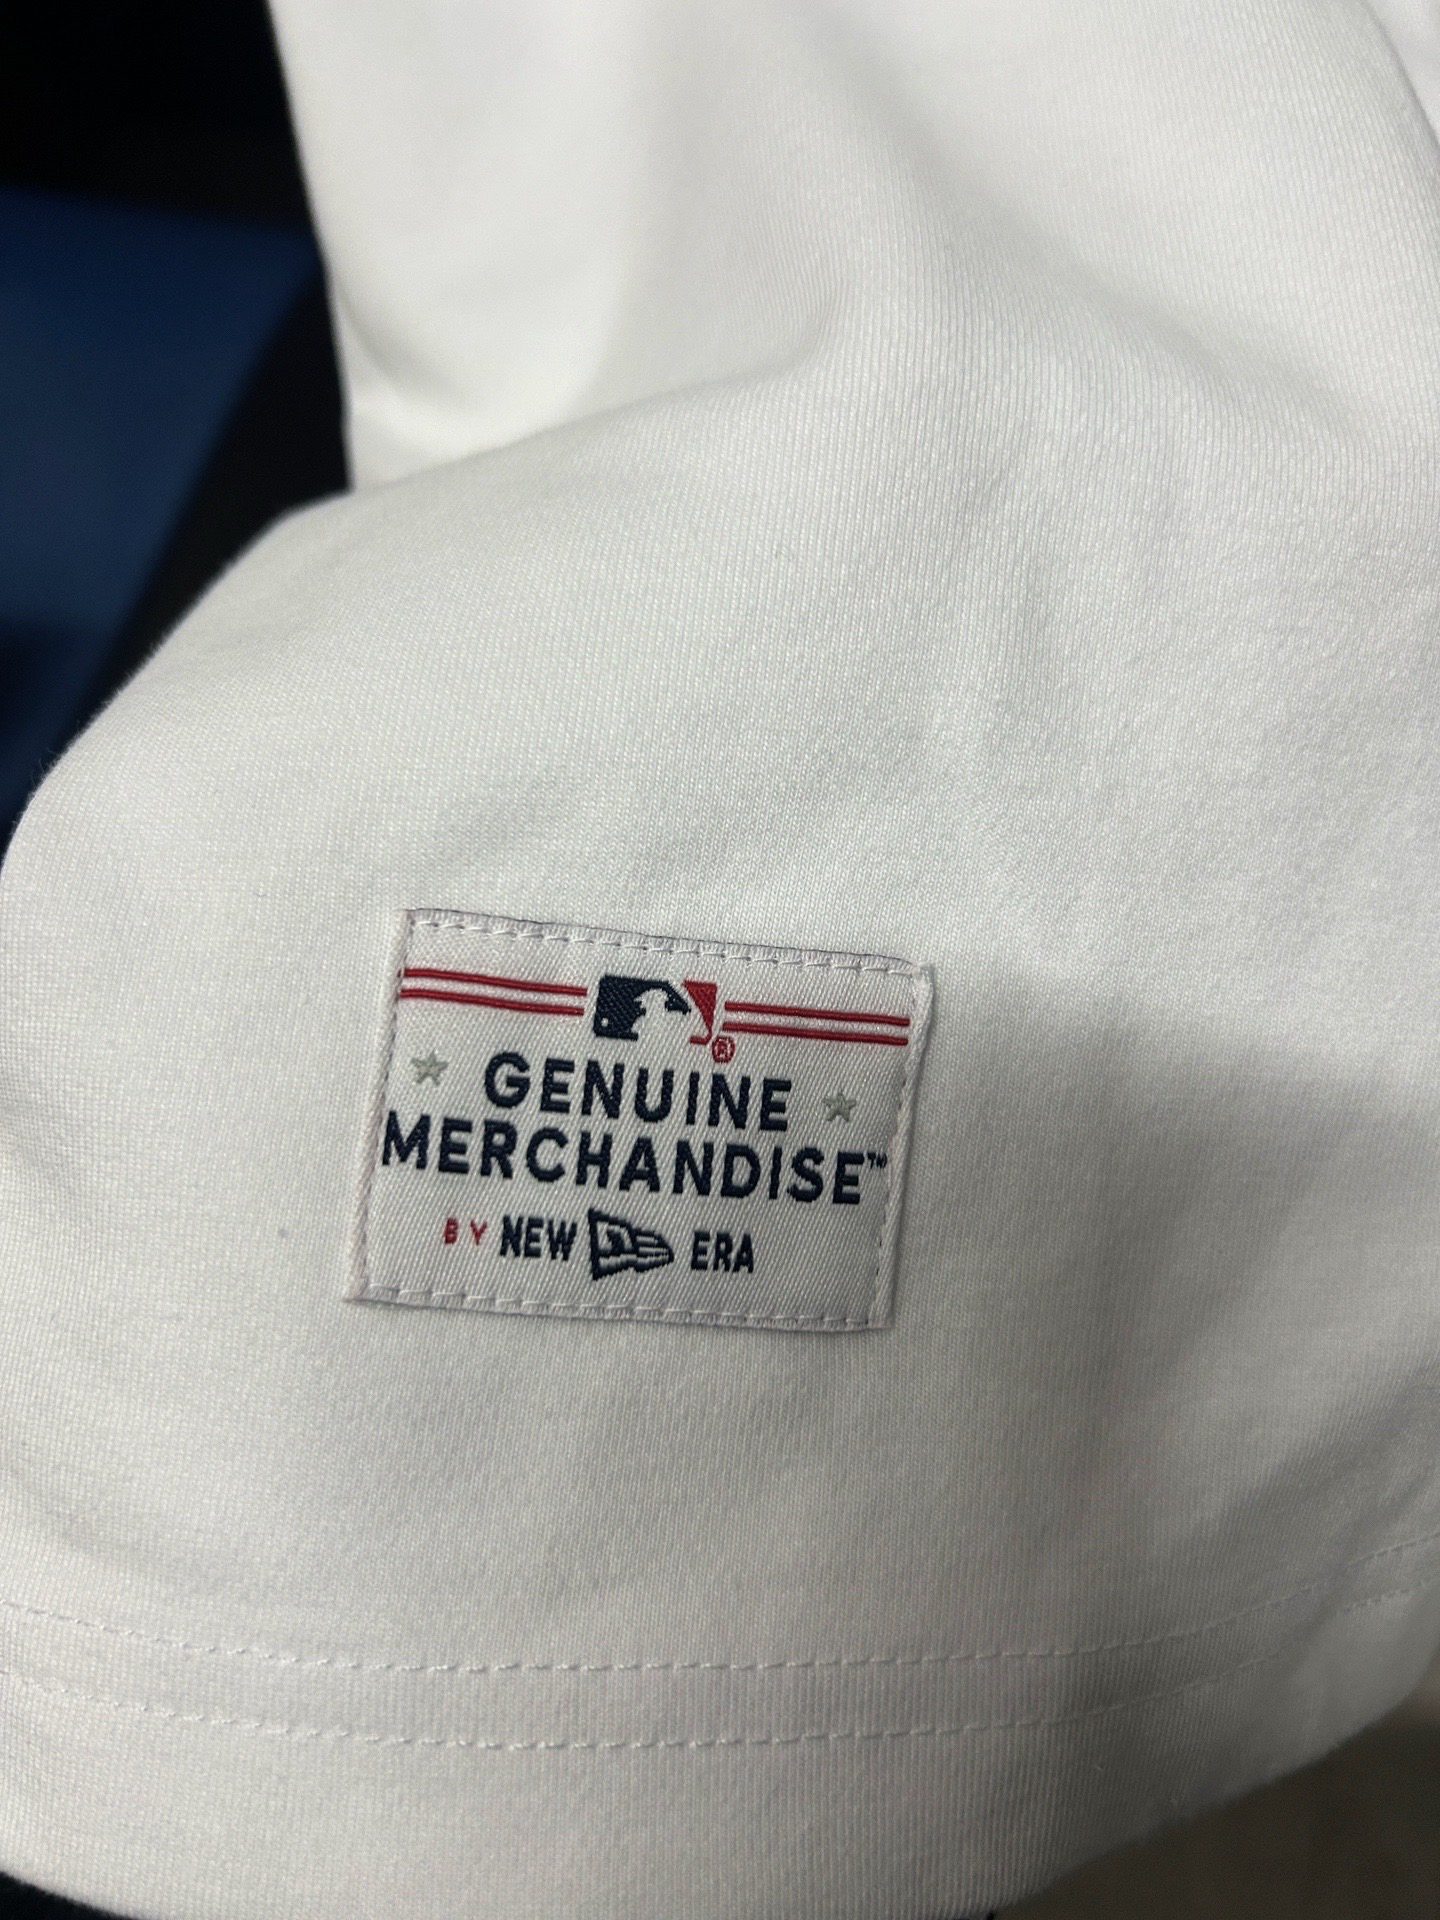 ®
GENUINE
MERCHANDISE™
BY NEW ERA